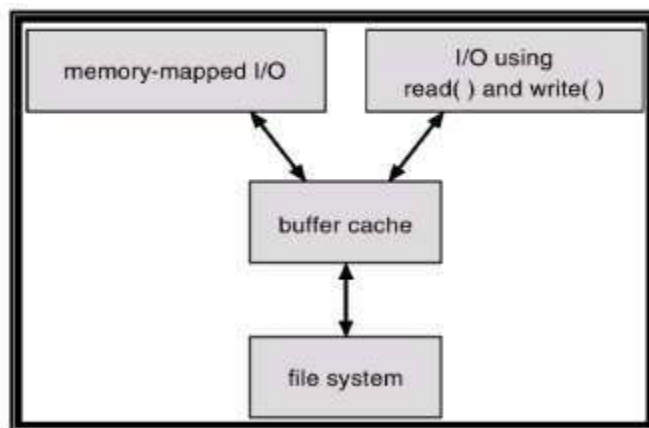 memory-mapped I/O
I/O using
read( ) and write( )
buffer cache
file system